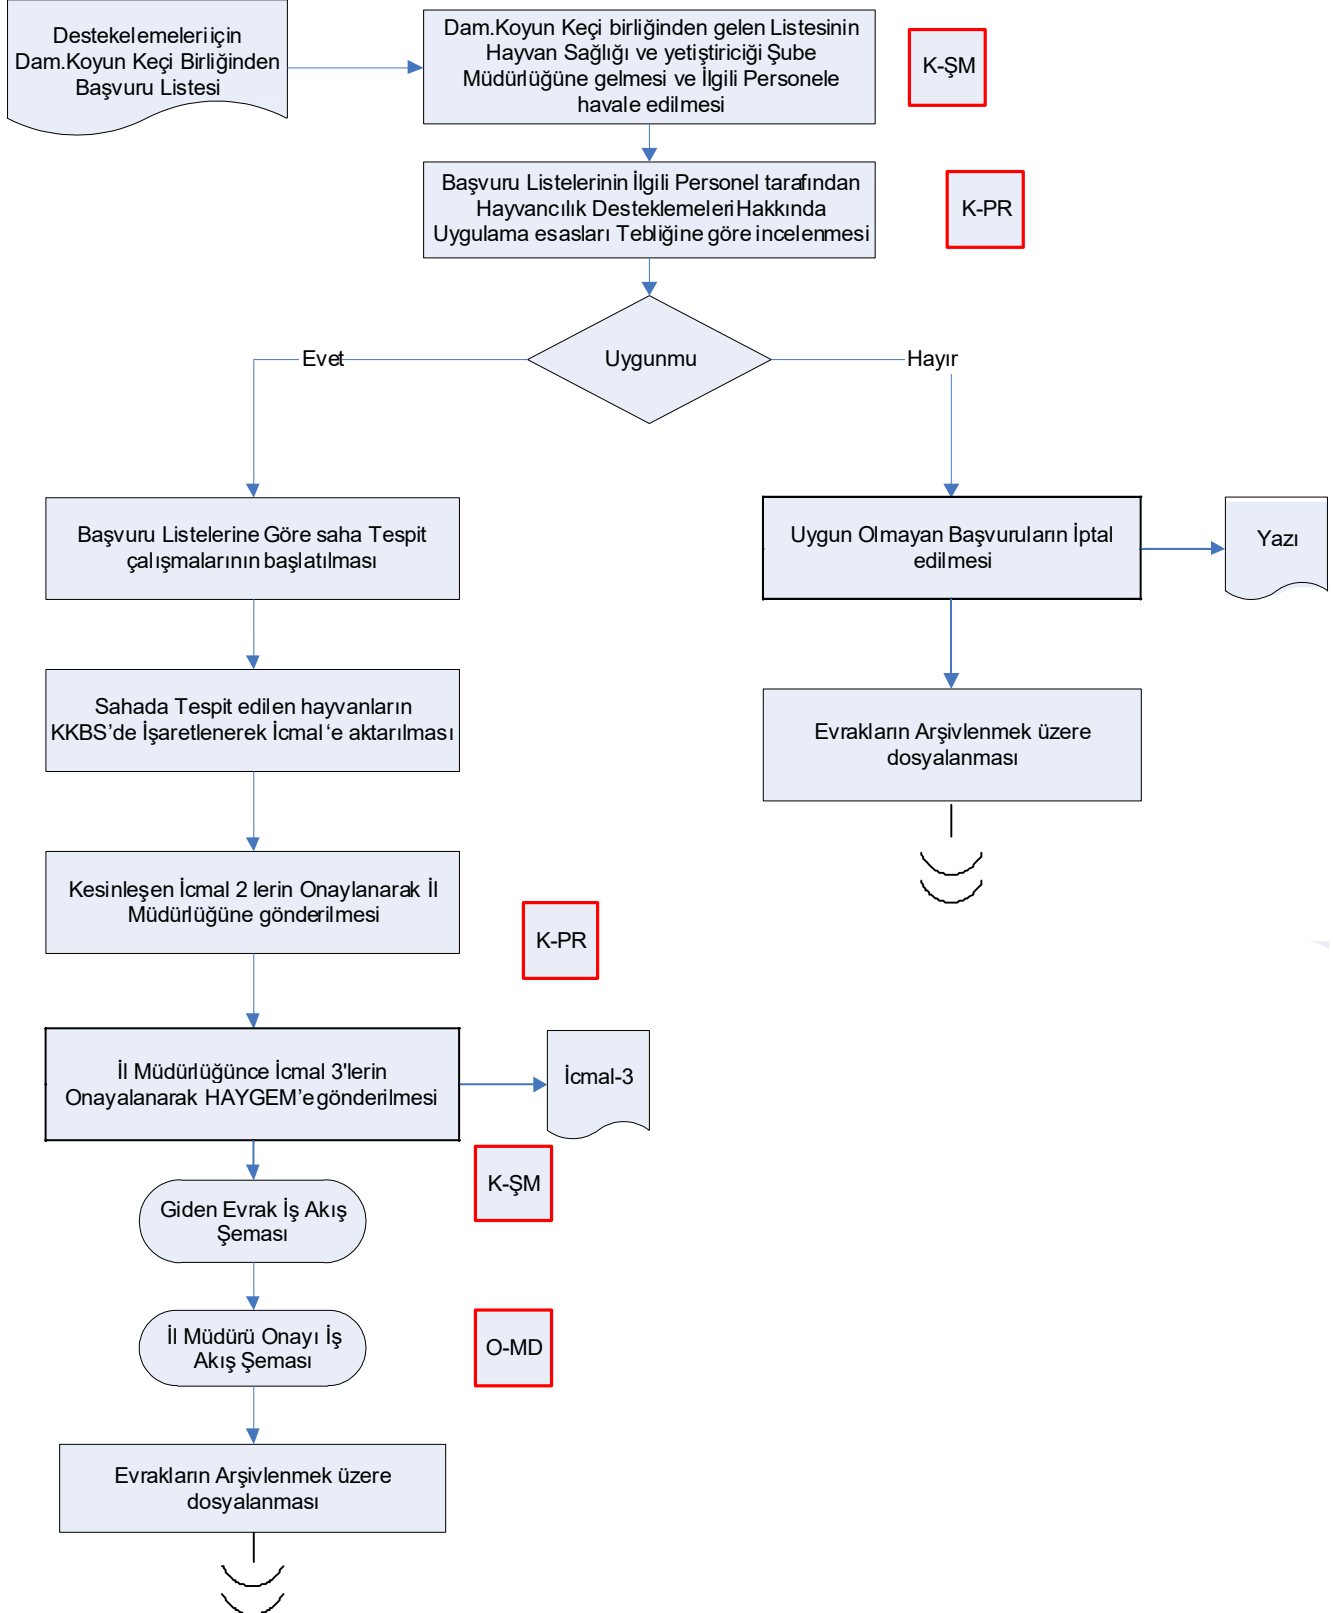 Destekelemeleri için
Dam.Koyun Keçi Birliğinden
Başvuru Listesi
Dam.Koyun Keçi birliğinden gelen Listesinin
Hayvan Sağlığı ve yetiştiriciği Şube
Müdürlüğüne gelmesi ve İlgili Personele
havale edilmesi
K-ŞM
Başvuru Listelerinin İlgili Personel tarafından
Hayvancılık Desteklemeleri Hakkında
Uygulama esasları Tebliğine göre incelenmesi
K-PR
Uygunmu
Evet
Hayır
Başvuru Listelerine Göre saha Tespit
çalışmalarının başlatılması
Uygun Olmayan Başvuruların İptal
edilmesi
Yazı
Sahada Tespit edilen hayvanların
KKBS’de İşaretlenerek İcmal ‘e aktarılması
Evrakların Arşivlenmek üzere
dosyalanması
Kesinleşen İcmal 2 lerin Onaylanarak İl
Müdürlüğüne gönderilmesi
K-PR
İl Müdürlüğünce İcmal 3'lerin
Onayalanarak HAYGEM’e gönderilmesi
İcmal-3
K-ŞM
Giden Evrak İş Akış
Şeması
İl Müdürü Onayı İş
Akış Şeması
O-MD
Evrakların Arşivlenmek üzere
dosyalanması